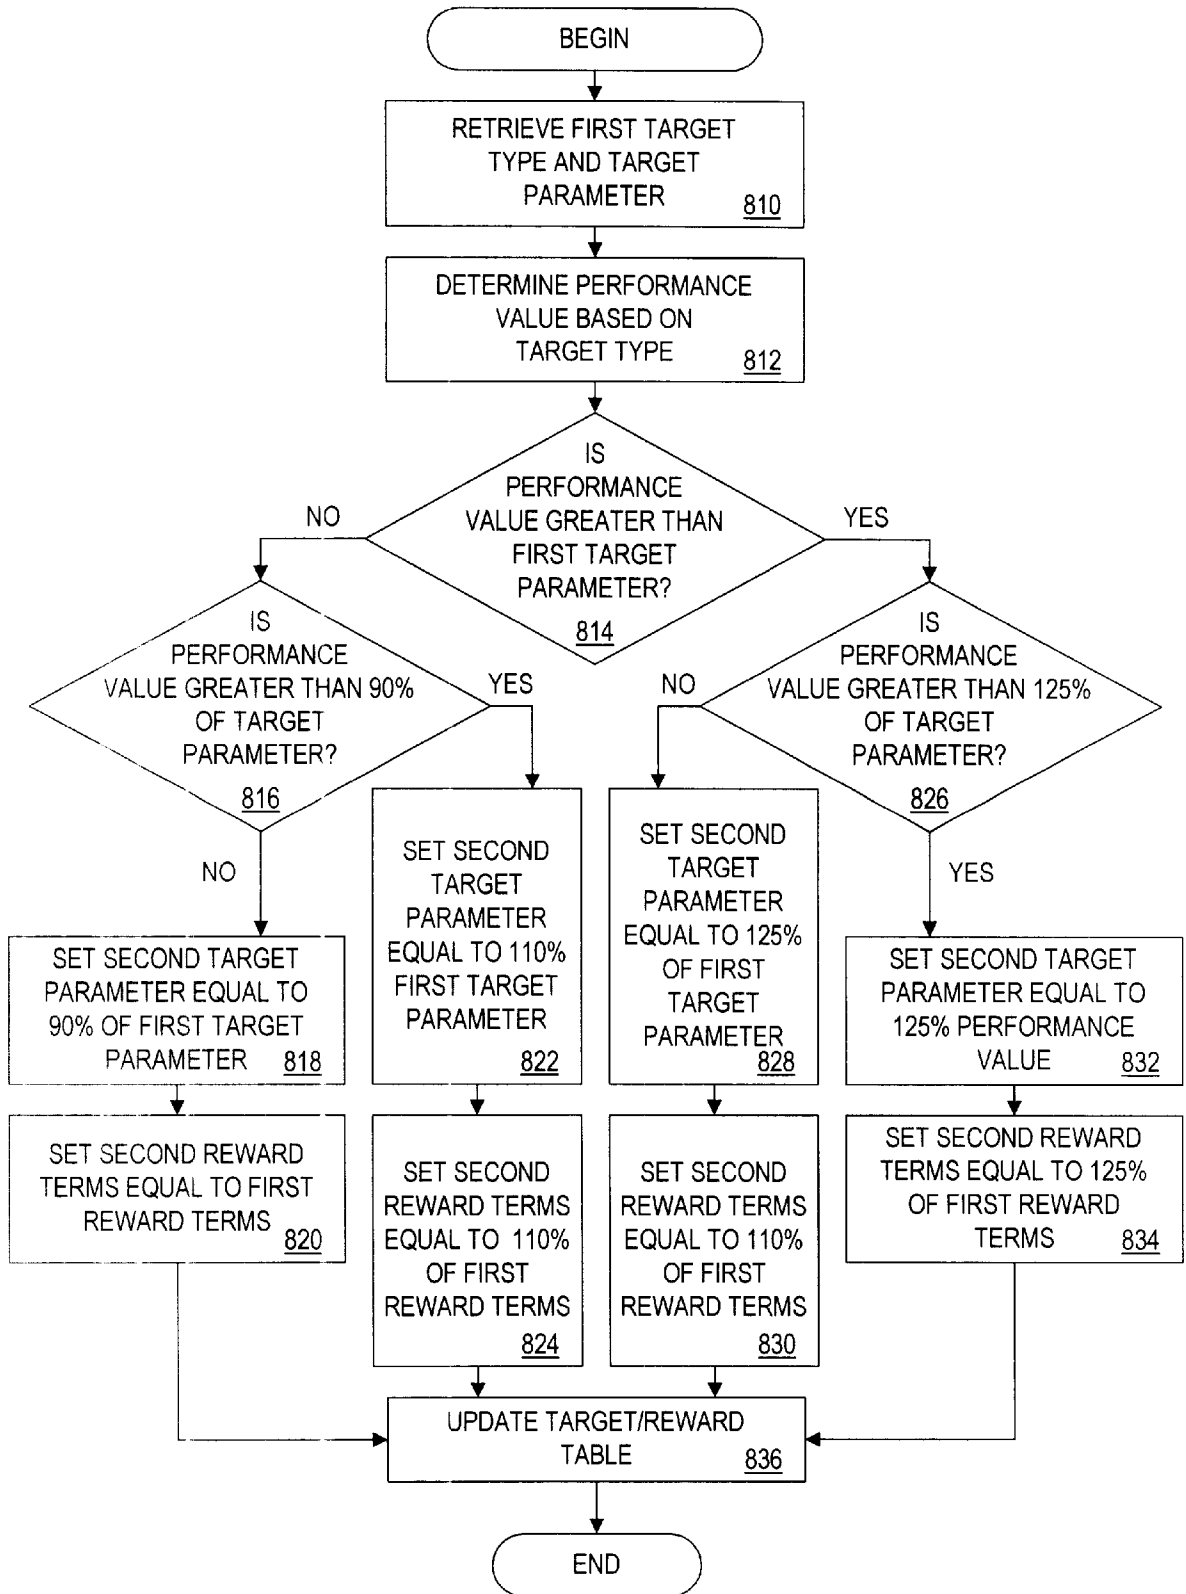 BEGIN
RETRIEVE FIRST TARGET
TYPE AND TARGET
PARAMETER
810
DETERMINE PERFORMANCE
VALUE BASED ON
TARGET TYPE
812
IS
PERFORMANCE
VALUE GREATER THAN
FIRST TARGET
PARAMETER?
814
NO
YES
IS
PERFORMANCE
VALUE GREATER THAN 90%
OF TARGET
PARAMETER?
816
YES
NO
IS
PERFORMANCE
VALUE GREATER THAN 125%
OF TARGET
PARAMETER?
826
NO
YES
SET SECOND TARGET
PARAMETER EQUAL TO
90% OF FIRST TARGET
PARAMETER
818
SET SECOND
TARGET
PARAMETER
EQUAL TO 110%
FIRST TARGET
PARAMETER
822
SET SECOND
TARGET
PARAMETER
EQUAL TO 125%
OF FIRST
TARGET
PARAMETER
828
SET SECOND TARGET
PARAMETER EQUAL TO
125% PERFORMANCE
VALUE
832
SET SECOND REWARD
TERMS EQUAL TO FIRST
REWARD TERMS
820
SET SECOND
REWARD TERMS
EQUAL TO 110%
OF FIRST
REWARD TERMS
824
SET SECOND
REWARD TERMS
EQUAL TO 110%
OF FIRST
REWARD TERMS
830
SET SECOND REWARD
TERMS EQUAL TO 125%
OF FIRST REWARD
TERMS
834
UPDATE TARGET/REWARD
TABLE
836
END